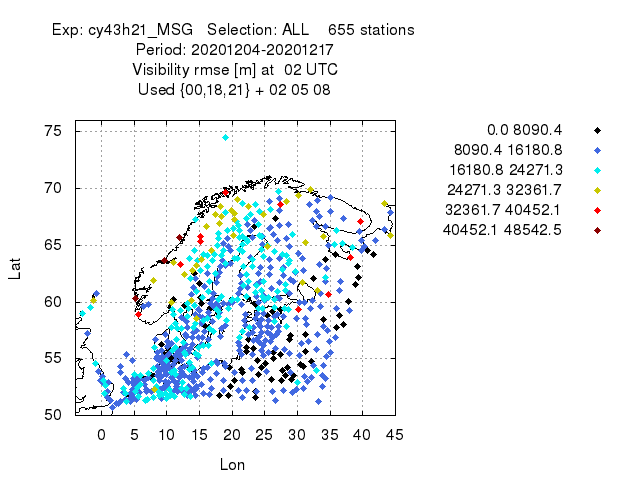 Exp: cy43h21_MSG   Selection: ALL    655 stations
Period: 20201204-20201217
Visibility rmse [m] at  02 UTC
Used {00,18,21} + 02 05 08
0.0 8090.4
8090.4 16180.8
16180.8 24271.3
24271.3 32361.7
32361.7 40452.1
40452.1 48542.5
75
70
65
60
55
50
Lat
0 5 10 15 20 25 30 35 40 45
Lon